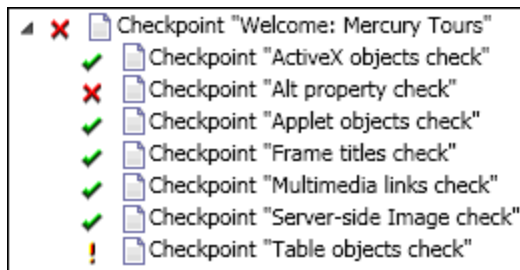 Checkpoint "Welcome: Mercury Tours"
Checkpoint "ActiveX objects check"
Checkpoint "Alt property check"
Checkpoint "Applet objects check"
Checkpoint "Frame titles check"
Checkpoint "Multimedia links check"
Checkpoint "Server-side Image check"
Checkpoint "Table objects check"